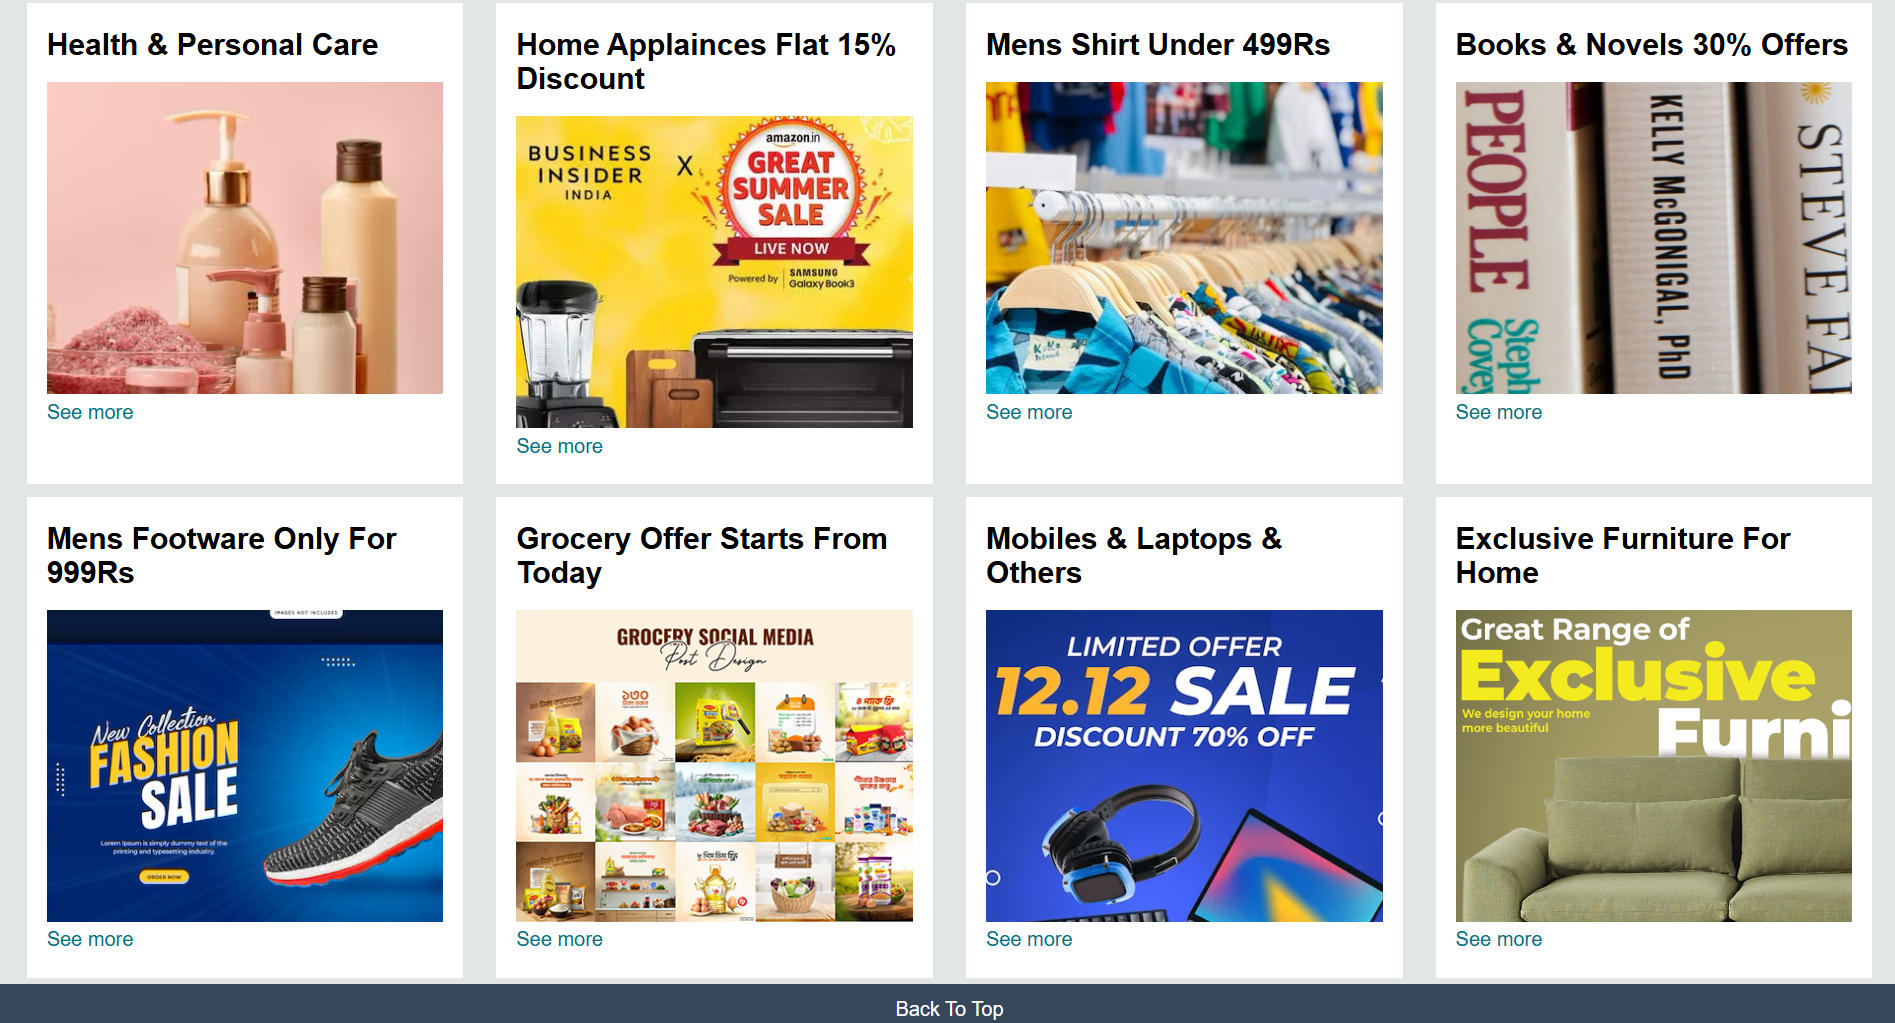 Health & Personal Care
See more
Home Applainces Flat 15%
Discount
BUSINESS
INSIDER
INDIA
X
amazon.in
GREAT
SUMMER
SALE
LIVE NOW
Powered by
SAMSUNG
Galaxy Book3
See more
Mens Shirt Under 499Rs
See more
Books & Novels 30% Offers
PEOPLE
Steph
Covey
KELLY McGONIGAL, PhD
STEVE
See more
Mens Footware Only For
999Rs
IMAGES NOT INCLUDED
New Collection
FASHION
SALE
Lorem Ipsum is simply dummy text of the
printing and typesetting industry.
ORDER NOW
See more
Grocery Offer Starts From
Today
GROCERY SOCIAL MEDIA
Post Design
১৩০
See more
Mobiles & Laptops &
Others
LIMITED OFFER
12.12 SALE
DISCOUNT 70% OFF
See more
Exclusive Furniture For
Home
Great Range of
Exclusive
We design your home
more beautiful
Furni
See more
Back To Top